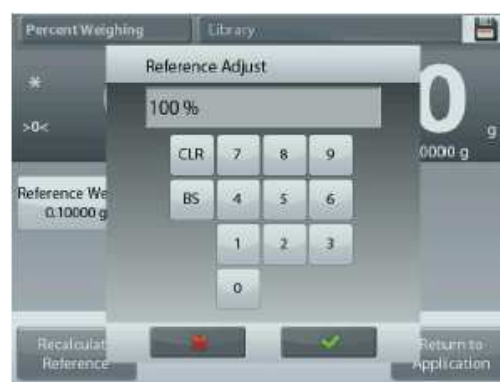 Percent Weighing
Library
Reference Adjust
100 %
*
0
>0<
g
CLR 7 8 9
BS 4 5 6
1 2 3
0
Reference We
0.10000 g
Recalculat
Reference
Return to
Application